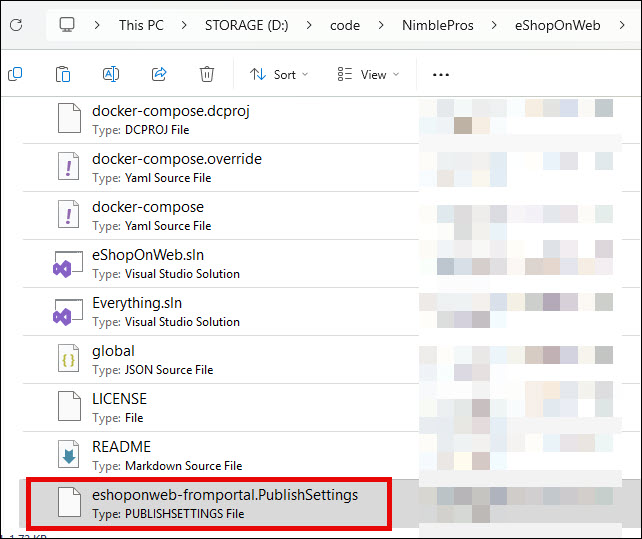 This PC > STORAGE (D:) > code > NimblePros > eShopOnWeb >
Sort View ...
docker-compose.dcproj
Type: DCPROJ File
docker-compose.override
Type: Yaml Source File
docker-compose
Type: Yaml Source File
eShopOnWeb.sln
Type: Visual Studio Solution
Everything.sln
Type: Visual Studio Solution
global
Type: JSON Source File
LICENSE
Type: File
README
Type: Markdown Source File
eshoponweb-fromportal.PublishSettings
Type: PUBLISHSETTINGS File